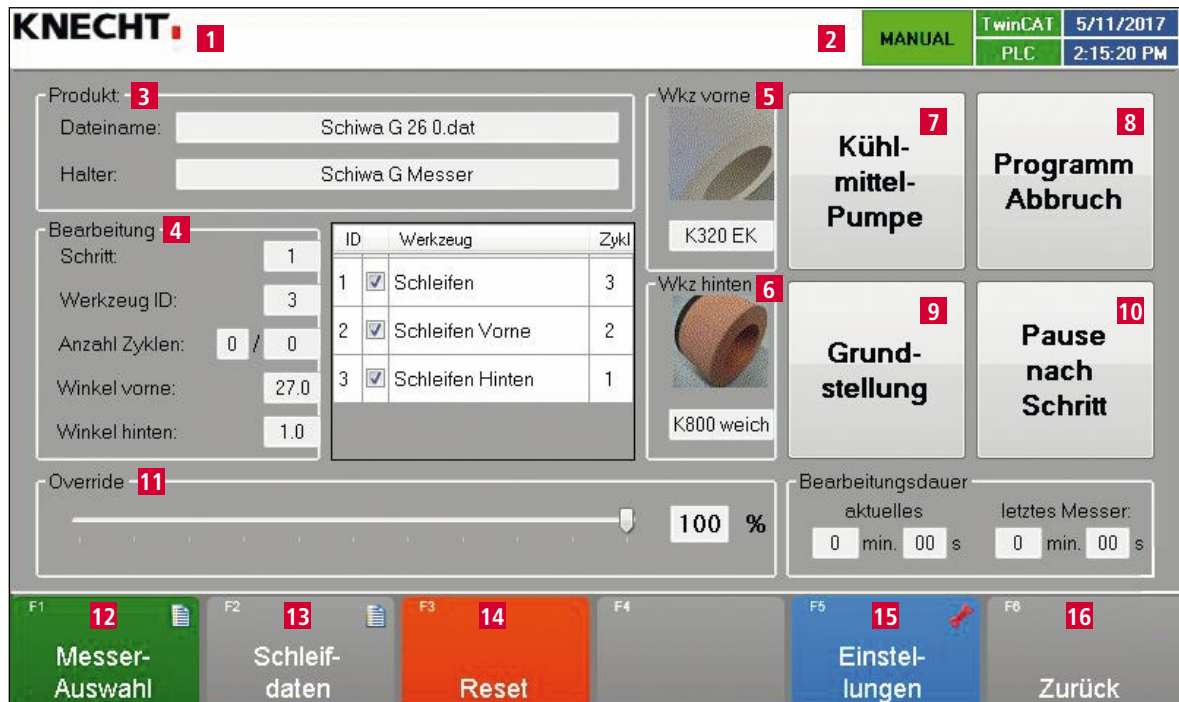 KNECHT
1
2
MANUAL
TwinCAT
PLC
5/11/2017
2:15:20 PM
Produkt: 3
Dateiname: Schiwa G 26 0.dat
Halter: Schiwa G Messer
Bearbeitung 4
Schritt: 1
Werkzeug ID: 3
Anzahl Zyklen: 0 / 0
Winkel vorne: 27.0
Winkel hinten: 1.0
ID Werkzeug Zykl
1 Schleifen 3
2 Schleifen Vorne 2
3 Schleifen Hinten 1
Wkz vorne 5
K320 EK
Wkz hinten 6
K800 weich
7
Kühl-
mittel-
Pumpe
8
Programm
Abbruch
9
Grund-
stellung
10
Pause
nach
Schritt
Override 11
100 %
Bearbeitungsdauer
aktuelles
0 min. 00 s
letztes Messer:
0 min. 00 s
F1 12
Messer-
Auswahl
F2 13
Schleif-
daten
F3 14
Reset
F4
F5 15
Einstel-
lungen
F6 16
Zurück